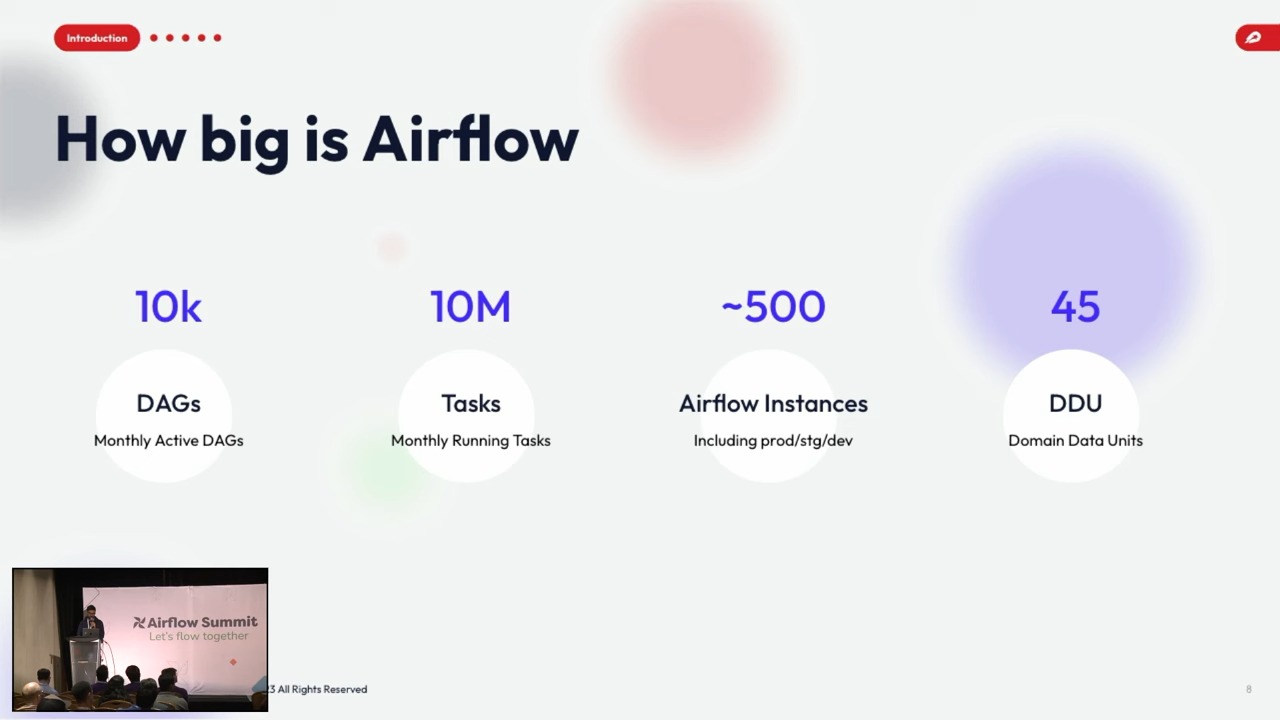 Introduction
How big is Airflow
10k
DAGs
Monthly Active DAGs
10M
Tasks
Monthly Running Tasks
~500
Airflow Instances
Including prod/stg/dev
45
DDU
Domain Data Units
Airflow Summit
Let's flow together
23 All Rights Reserved
8